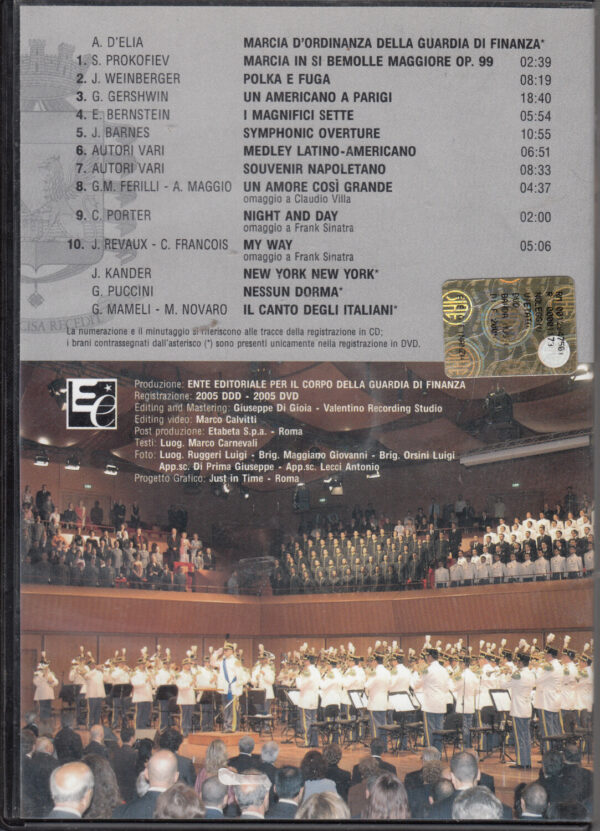 A. D'ELIA MARCIA D'ORDINANZA DELLA GUARDIA DI FINANZA*
1. S. PROKOFIEV MARCIA IN SI BEMOLLE MAGGIORE OP. 99 02:39
2. J. WEINBERGER POLKA E FUGA 08:19
3. G. GERSHWIN UN AMERICANO A PARIGI 18:40
4. E. BERNSTEIN I MAGNIFICI SETTE 05:54
5. J. BARNES SYMPHONIC OVERTURE 10:55
6. AUTORI VARI MEDLEY LATINO-AMERICANO 06:51
7. AUTORI VARI SOUVENIR NAPOLETANO 08:33
8. G.M. FERILLI - A. MAGGIO UN AMORE COSÌ GRANDE 04:37
omaggio a Claudio Villa
9. C. PORTER NIGHT AND DAY 02:00
omaggio a Frank Sinatra
10. J. REVAUX - C. FRANCOIS MY WAY 05:06
omaggio a Frank Sinatra
J. KANDER NEW YORK NEW YORK*
G. PUCCINI NESSUN DORMA*
G. MAMELI - M. NOVARO IL CANTO DEGLI ITALIANI*
La numerazione e il minutaggio si riferiscono alle tracce della registrazione in CD;
i brani contrassegnati dall'asterisco (*) sono presenti unicamente nella registrazione in DVD.
Produzione: ENTE EDITORIALE PER IL CORPO DELLA GUARDIA DI FINANZA
Registrazione: 2005 DDD - 2005 DVD
Editing and Mastering: Giuseppe Di Gioia - Valentino Recording Studio
Editing video: Marco Calvitti
Post produzione: Etabeta S.p.a. - Roma
Testi: Luog. Marco Carnevali
Foto: Luog. Ruggeri Luigi - Brig. Maggiano Giovanni - Brig. Orsini Luigi
App.sc. Di Prima Giuseppe - App.sc. Lecci Antonio
Progetto Grafico: Just in Time - Roma